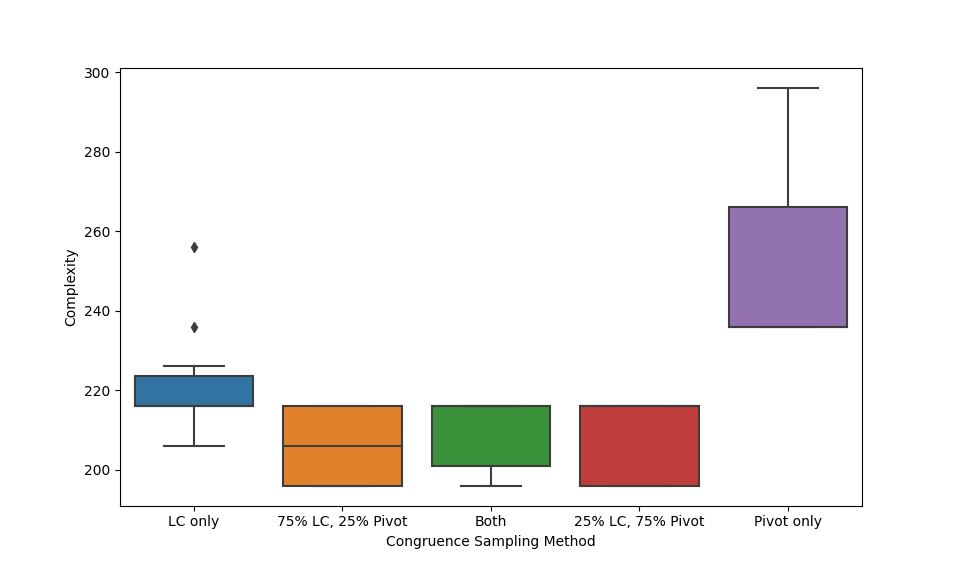 300
280
260
240
220
200
Complexity
LC only
75% LC, 25% Pivot
Both
25% LC, 75% Pivot
Pivot only
Congruence Sampling Method